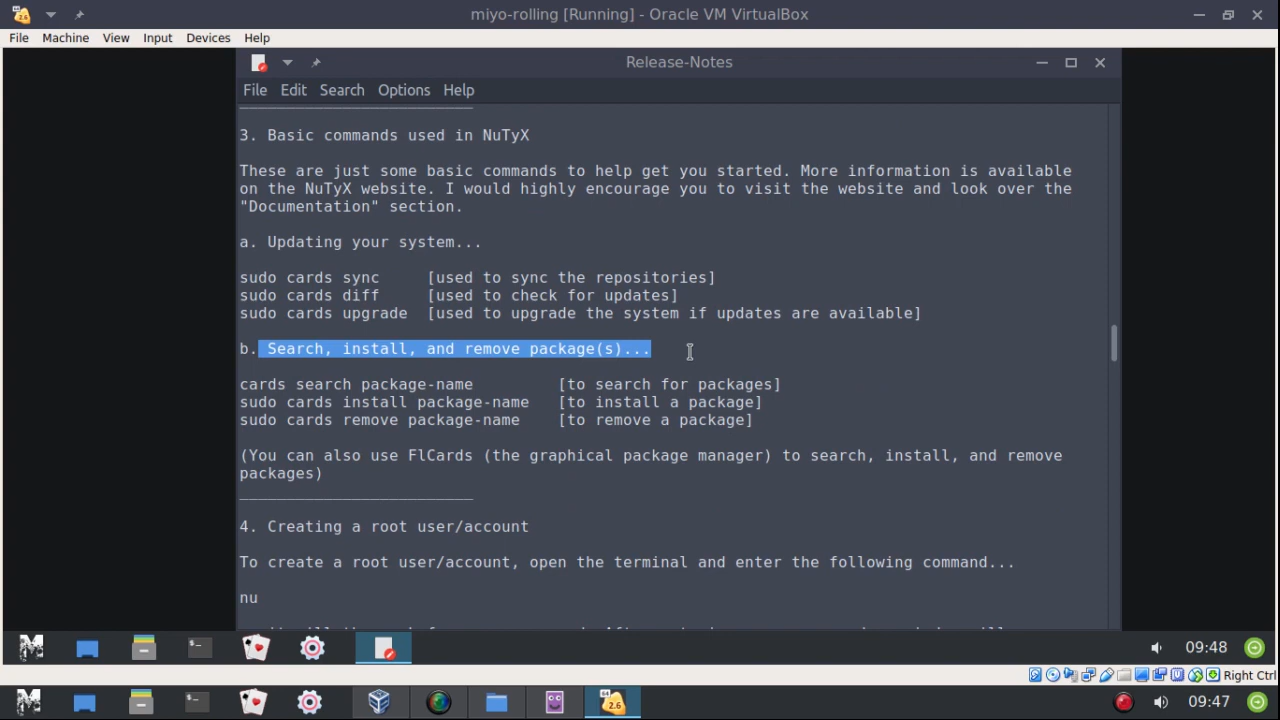 miyo-rolling [Running] - Oracle VM VirtualBox
File Machine View Input Devices Help
Release-Notes
File Edit Search Options Help
3. Basic commands used in NuTyX
These are just some basic commands to help get you started. More information is available
on the NuTyX website. I would highly encourage you to visit the website and look over the
"Documentation" section.
a. Updating your system...
sudo cards sync [used to sync the repositories]
sudo cards diff [used to check for updates]
sudo cards upgrade [used to upgrade the system if updates are available]
b. Search, install, and remove package(s)...
cards search package-name [to search for packages]
sudo cards install package-name [to install a package]
sudo cards remove package-name [to remove a package]
(You can also use FlCards (the graphical package manager) to search, install, and remove
packages)
4. Creating a root user/account
To create a root user/account, open the terminal and enter the following command...
nu
09:48
Right Ctrl
09:47